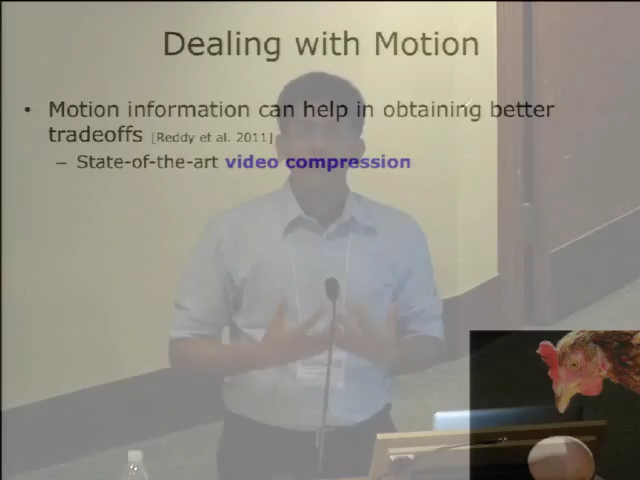 Dealing with Motion
• Motion information can help in obtaining better
tradeoffs [Reddy et al. 2011]
– State-of-the-art video compression